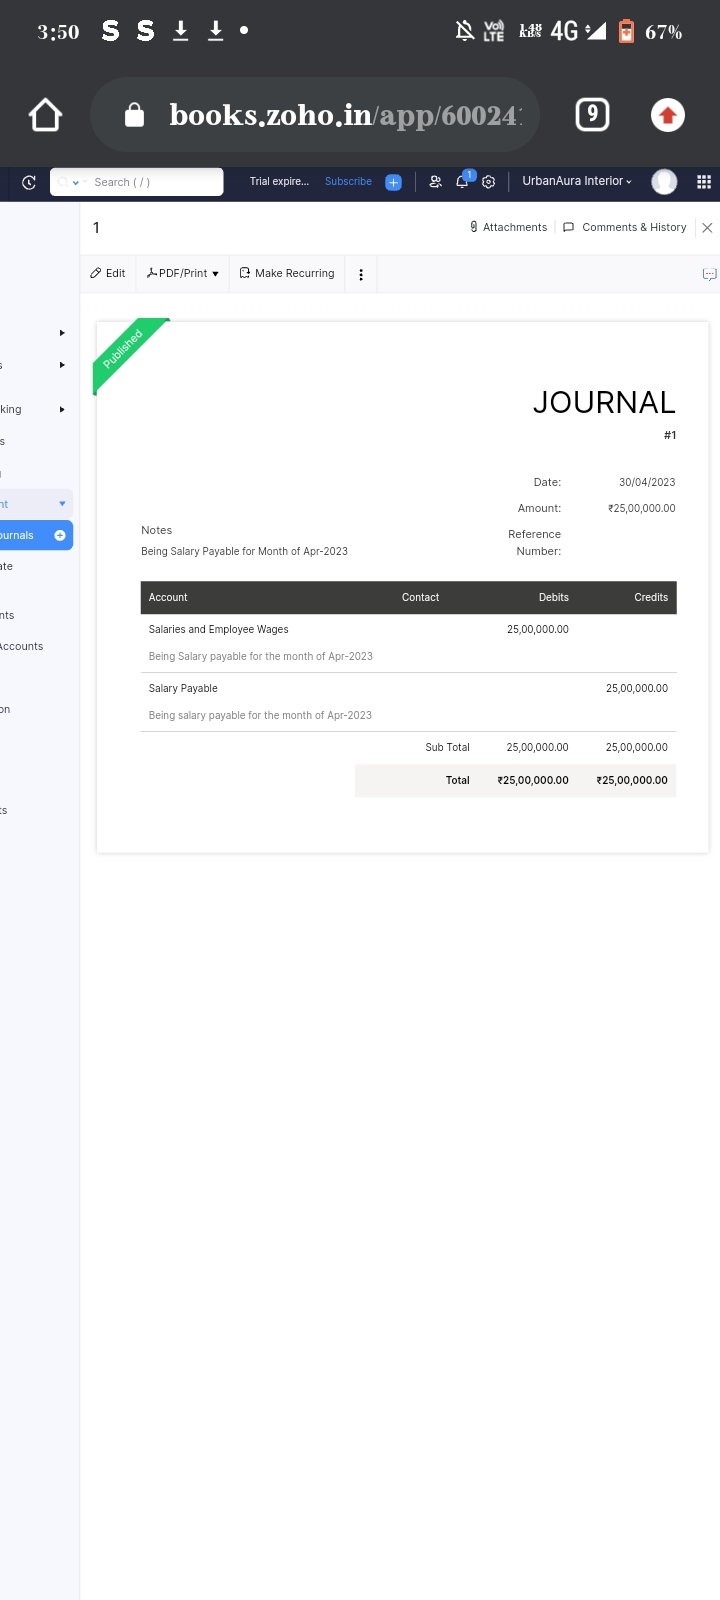 3:50 S S VoLTE 1.48 KB/S 4G 67%
books.zoho.in/app/60024 9
Search ( / ) Trial expire... Subscribe 1 UrbanAura Interior
1 Attachments Comments & History
Edit PDF/Print Make Recurring
Published
JOURNAL
#1
Date: 30/04/2023
Amount: ₹25,00,000.00
Reference
Number:
Notes
Being Salary Payable for Month of Apr-2023
Account Contact Debits Credits
Salaries and Employee Wages 25,00,000.00
Being Salary payable for the month of Apr-2023
Salary Payable 25,00,000.00
Being salary payable for the month of Apr-2023
Sub Total 25,00,000.00 25,00,000.00
Total ₹25,00,000.00 ₹25,00,000.00
s
king
s
nt
ournals
ate
nts
Accounts
on
ts